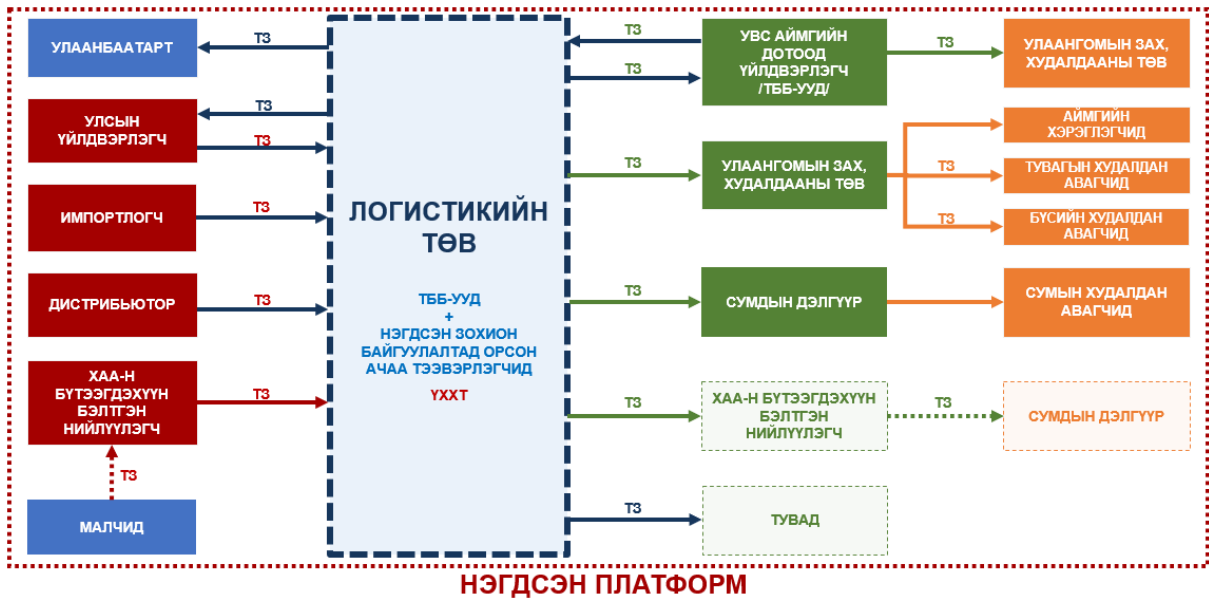 УЛААНБААТАРТ
ТЗ
УЛСЫН
ҮЙЛДВЭРЛЭГЧ
ТЗ
ТЗ
ИМПОРТЛОГЧ
ТЗ
ДИСТРИБЬЮТОР
ТЗ
ХАА-Н
БҮТЭЭГДЭХҮҮН
БЭЛТГЭН
НИЙЛҮҮЛЭГЧ
ТЗ
ТЗ
МАЛЧИД
ЛОГИСТИКИЙН
ТӨВ
ТББ-УУД
+
НЭГДСЭН ЗОХИОН
БАЙГУУЛАЛТАД ОРСОН
АЧАА ТЭЭВЭРЛЭГЧИД
ҮХХТ
ТЗ
ТЗ
УВС АЙМГИЙН
ДОТООД
ҮЙЛДВЭРЛЭГЧ
/ТББ-УУД/
ТЗ
УЛААНГОМЫН ЗАХ,
ХУДАЛДААНЫ ТӨВ
ТЗ
УЛААНГОМЫН ЗАХ,
ХУДАЛДААНЫ ТӨВ
АЙМГИЙН
ХЭРЭГЛЭГЧИД
ТЗ
ТУВАГЫН ХУДАЛДАН
АВАГЧИД
ТЗ
БҮСИЙН ХУДАЛДАН
АВАГЧИД
ТЗ
СУМДЫН ДЭЛГҮҮР
СУМЫН ХУДАЛДАН
АВАГЧИД
ТЗ
ХАА-Н БҮТЭЭГДЭХҮҮН
БЭЛТГЭН
НИЙЛҮҮЛЭГЧ
ТЗ
СУМДЫН ДЭЛГҮҮР
ТЗ
ТУВАД
НЭГДСЭН ПЛАТФОРМ